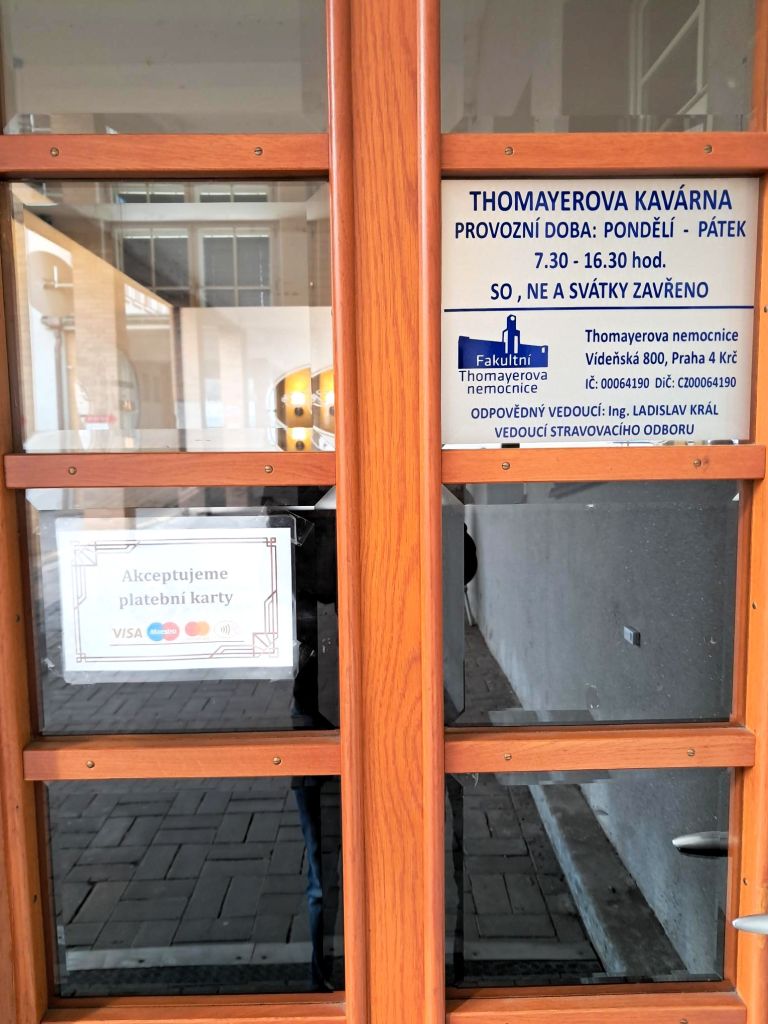 THOMAYEROVA KAVÁRNA
PROVOZNÍ DOBA: PONDĚLÍ - PÁTEK
7.30 - 16.30 hod.
SO , NE A SVÁTKY ZAVŘENO
Fakultní
Thomayerova
nemocnice
Thomayerova nemocnice
Vídeňská 800, Praha 4 Krč
IČ: 00064190 DiČ: CZ00064190
ODPOVĚDNÝ VEDOUCÍ: Ing. LADISLAV KRÁL
VEDOUCÍ STRAVOVACÍHO ODBORU
Akceptujeme
platební karty
VISA Maestro